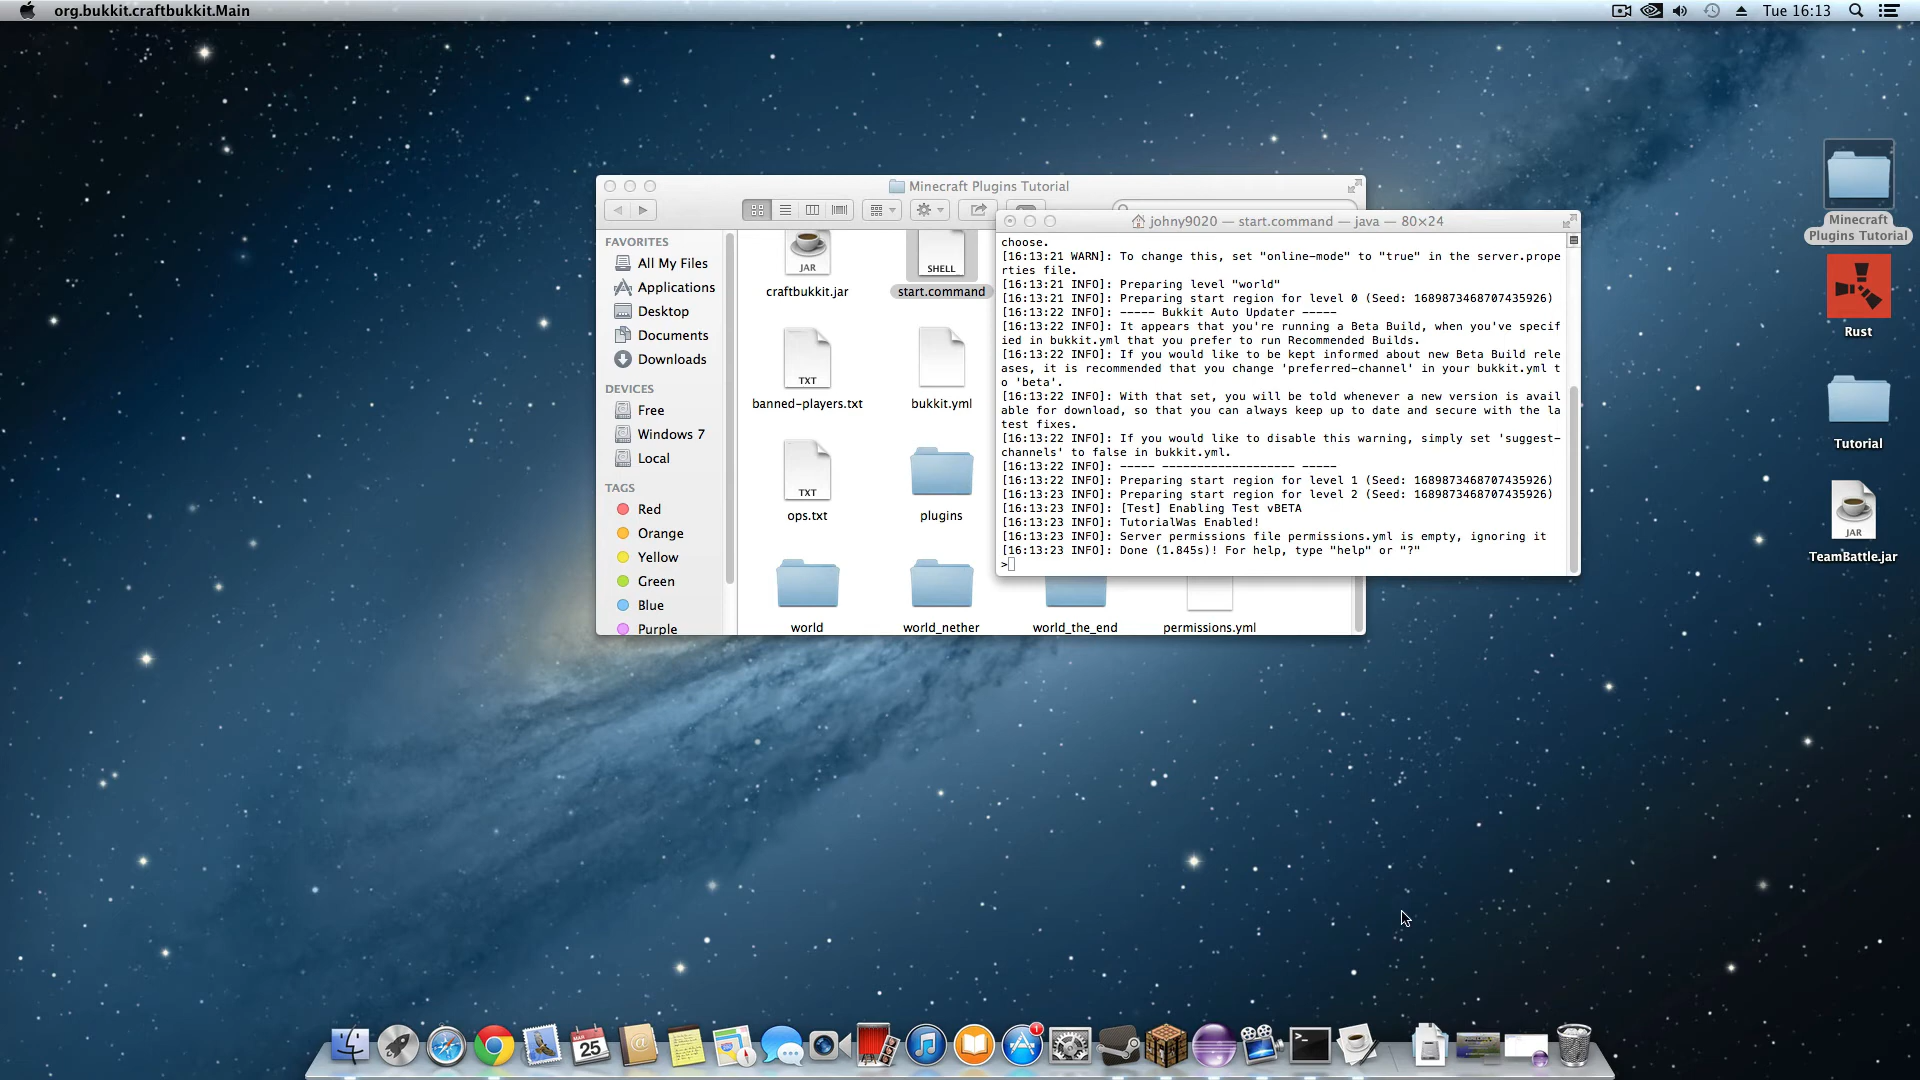 org.bukkit.craftbukkit.Main
Tue 16:13
Minecraft Plugins Tutorial
FAVORITES
All My Files
Applications
Desktop
Documents
Downloads
DEVICES
Free
Windows 7
Local
TAGS
Red
Orange
Yellow
Green
Blue
Purple
JAR
craftbukkit.jar
SHELL
start.command
TXT
banned-players.txt
bukkit.yml
TXT
ops.txt
plugins
world
world_nether
world_the_end
permissions.yml
johny9020 — start.command — java — 80×24
choose.
[16:13:21 WARN]: To change this, set "online-mode" to "true" in the server.prope
rties file.
[16:13:21 INFO]: Preparing level "world"
[16:13:21 INFO]: Preparing start region for level 0 (Seed: 1689873468707435926)
[16:13:22 INFO]: ----- Bukkit Auto Updater -----
[16:13:22 INFO]: It appears that you're running a Beta Build, when you've specif
ied in bukkit.yml that you prefer to run Recommended Builds.
[16:13:22 INFO]: If you would like to be kept informed about new Beta Build rele
ases, it is recommended that you change 'preferred-channel' in your bukkit.yml t
o 'beta'.
[16:13:22 INFO]: With that set, you will be told whenever a new version is avail
able for download, so that you can always keep up to date and secure with the la
test fixes.
[16:13:22 INFO]: If you would like to disable this warning, simply set 'suggest-
channels' to false in bukkit.yml.
[16:13:22 INFO]: ----- ------------------- -----
[16:13:22 INFO]: Preparing start region for level 1 (Seed: 1689873468707435926)
[16:13:23 INFO]: Preparing start region for level 2 (Seed: 1689873468707435926)
[16:13:23 INFO]: [Test] Enabling Test vBETA
[16:13:23 INFO]: TutorialWas Enabled!
[16:13:23 INFO]: Server permissions file permissions.yml is empty, ignoring it
[16:13:23 INFO]: Done (1.845s)! For help, type "help" or "?"
>
Minecraft
Plugins Tutorial
Rust
Tutorial
JAR
TeamBattle.jar
MAR
25
1